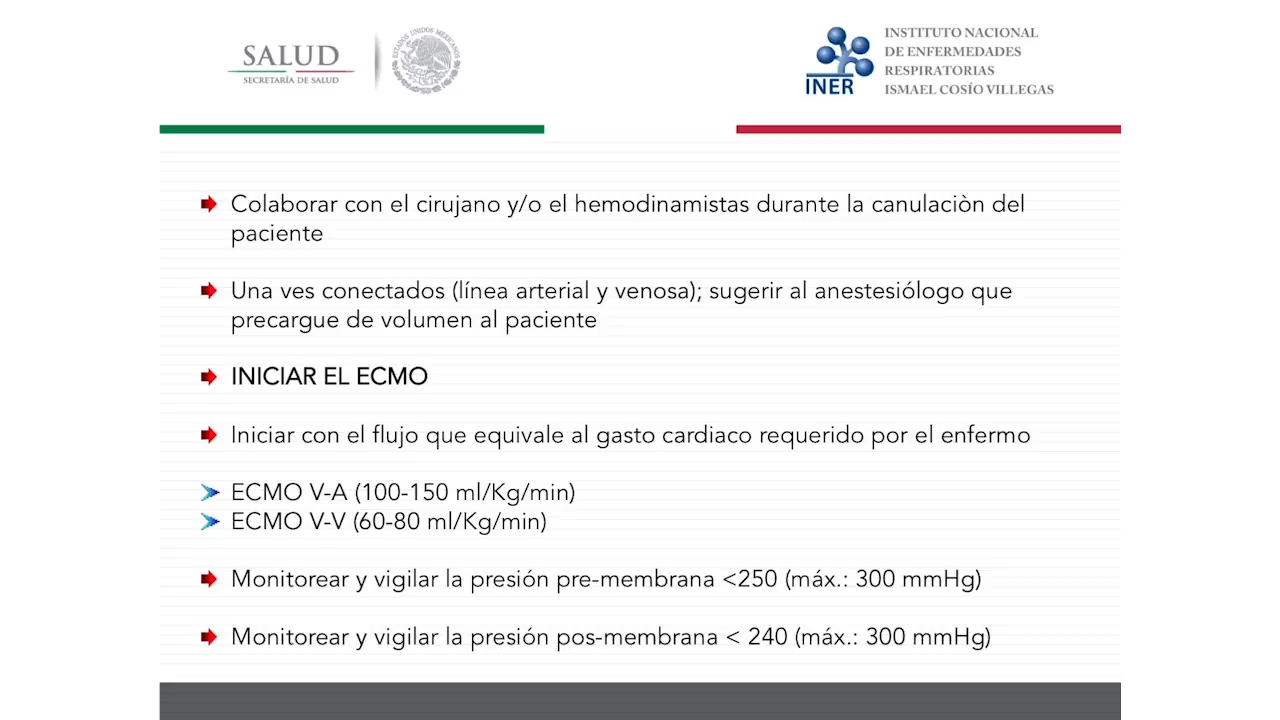 SALUD
SECRETARÍA DE SALUD
ESTADOS UNIDOS MEXICANOS
INER
INSTITUTO NACIONAL
DE ENFERMEDADES
RESPIRATORIAS
ISMAEL COSÍO VILLEGAS
Colaborar con el cirujano y/o el hemodinamistas durante la canulaciòn del
paciente
Una ves conectados (línea arterial y venosa); sugerir al anestesiólogo que
precargue de volumen al paciente
INICIAR EL ECMO
Iniciar con el flujo que equivale al gasto cardiaco requerido por el enfermo
ECMO V-A (100-150 ml/Kg/min)
ECMO V-V (60-80 ml/Kg/min)
Monitorear y vigilar la presión pre-membrana <250 (máx.: 300 mmHg)
Monitorear y vigilar la presión pos-membrana < 240 (máx.: 300 mmHg)